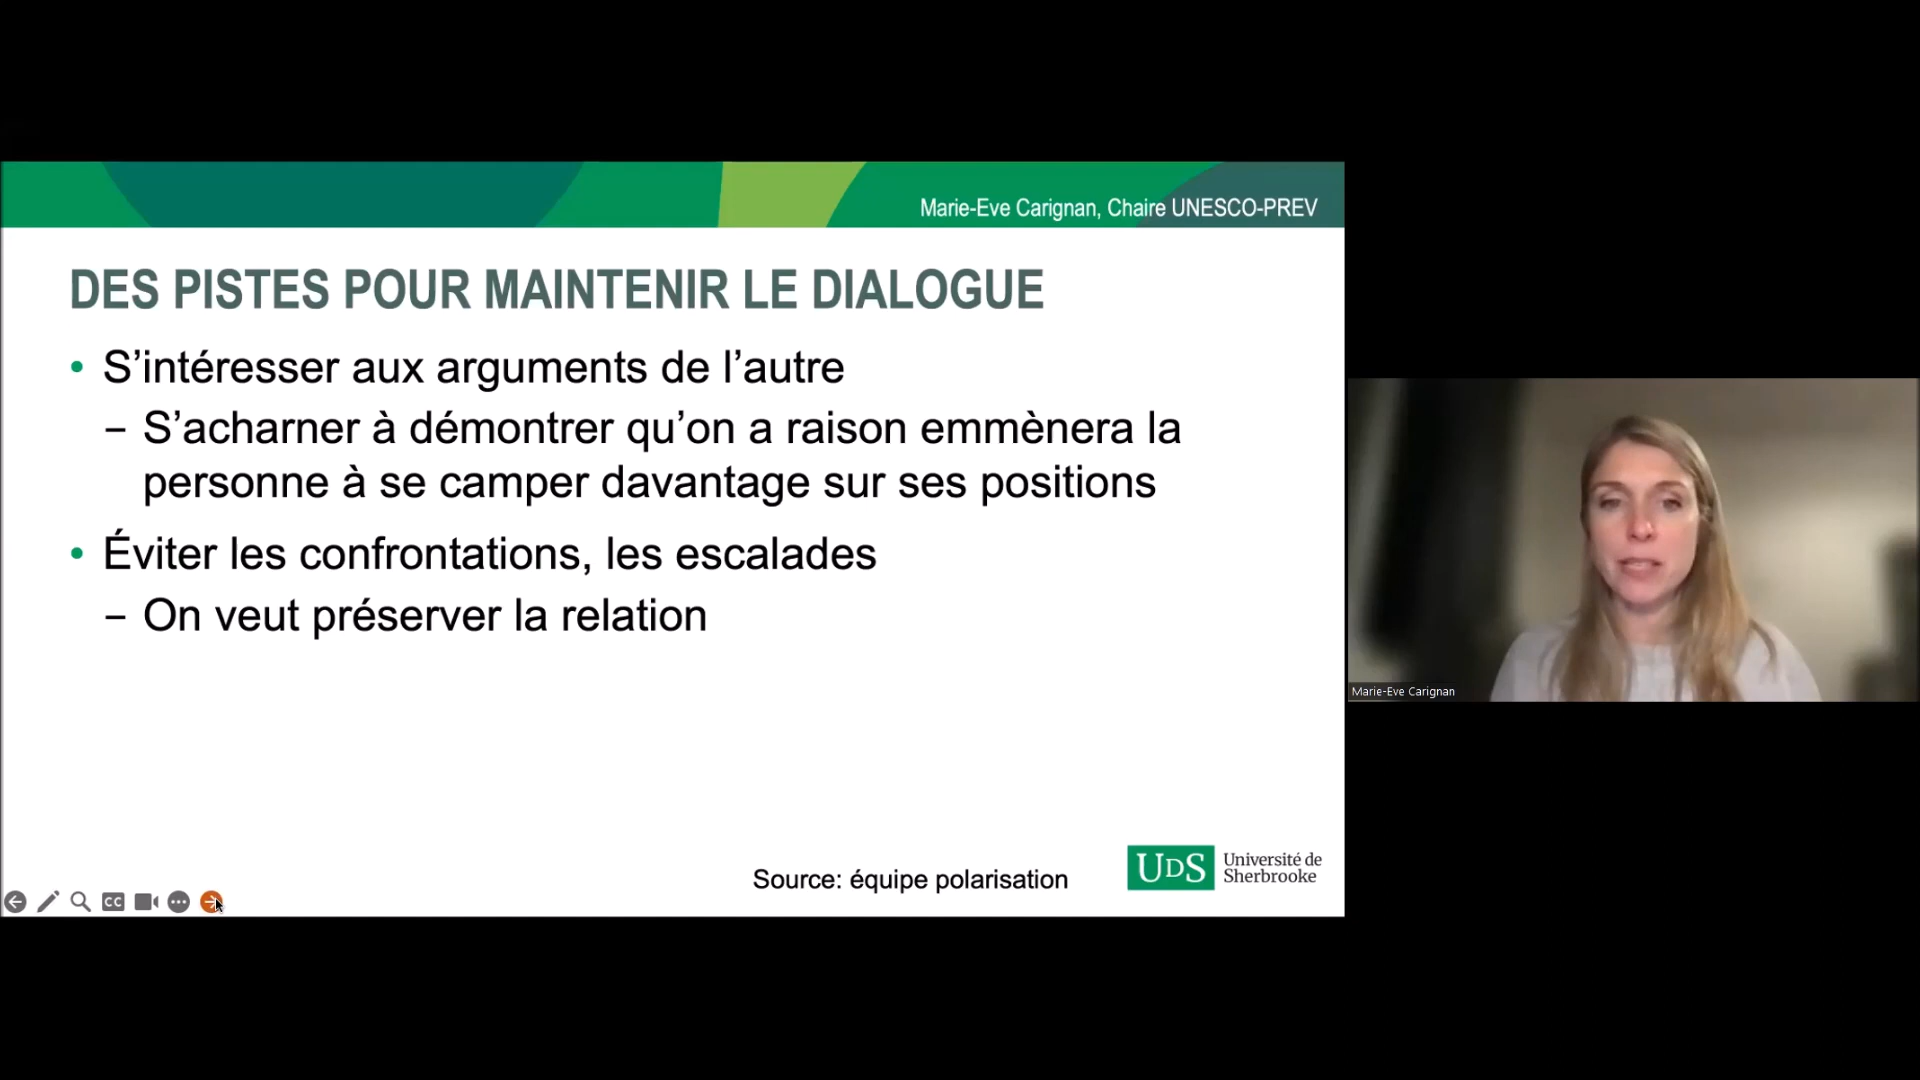 Marie-Eve Carignan, Chaire UNESCO-PREV
DES PISTES POUR MAINTENIR LE DIALOGUE
• S’intéresser aux arguments de l’autre
– S’acharner à démontrer qu’on a raison emmènera la
personne à se camper davantage sur ses positions
• Éviter les confrontations, les escalades
– On veut préserver la relation
Source: équipe polarisation
UDS Université de
Sherbrooke
CC
Marie-Eve Carignan